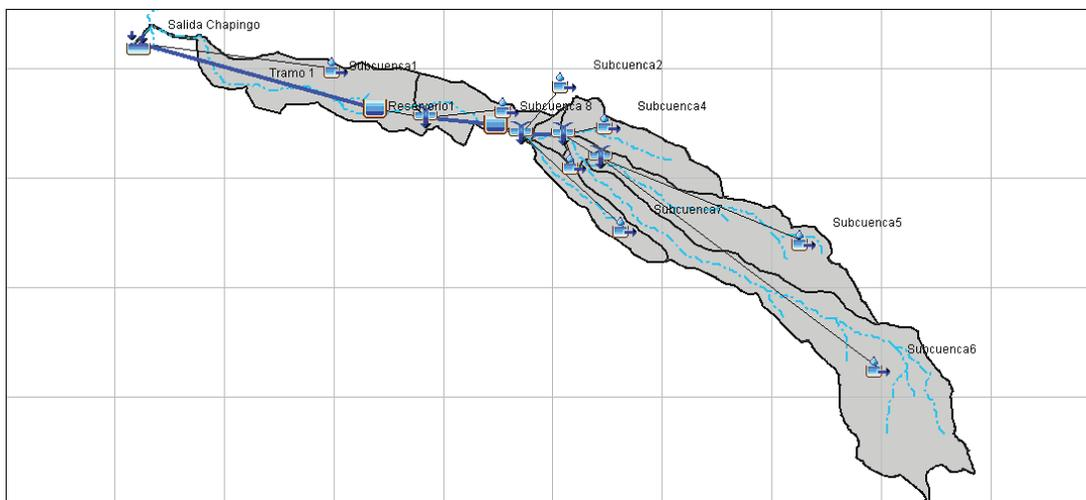 Salida Chapingo
Subcuenca1
Subcuenca2
Tramo 1
Reservorio1
Subcuenca 8
Subcuenca4
Subcuenca7
Subcuenca5
Subcuenca6